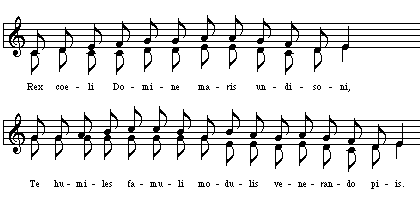 Rex coe - li Do - mi - ne ma - ris un - di - so - ni,
Te hu - mi - les fa - mu - li mo - du - lis ve - ne - ran - do pi - is.